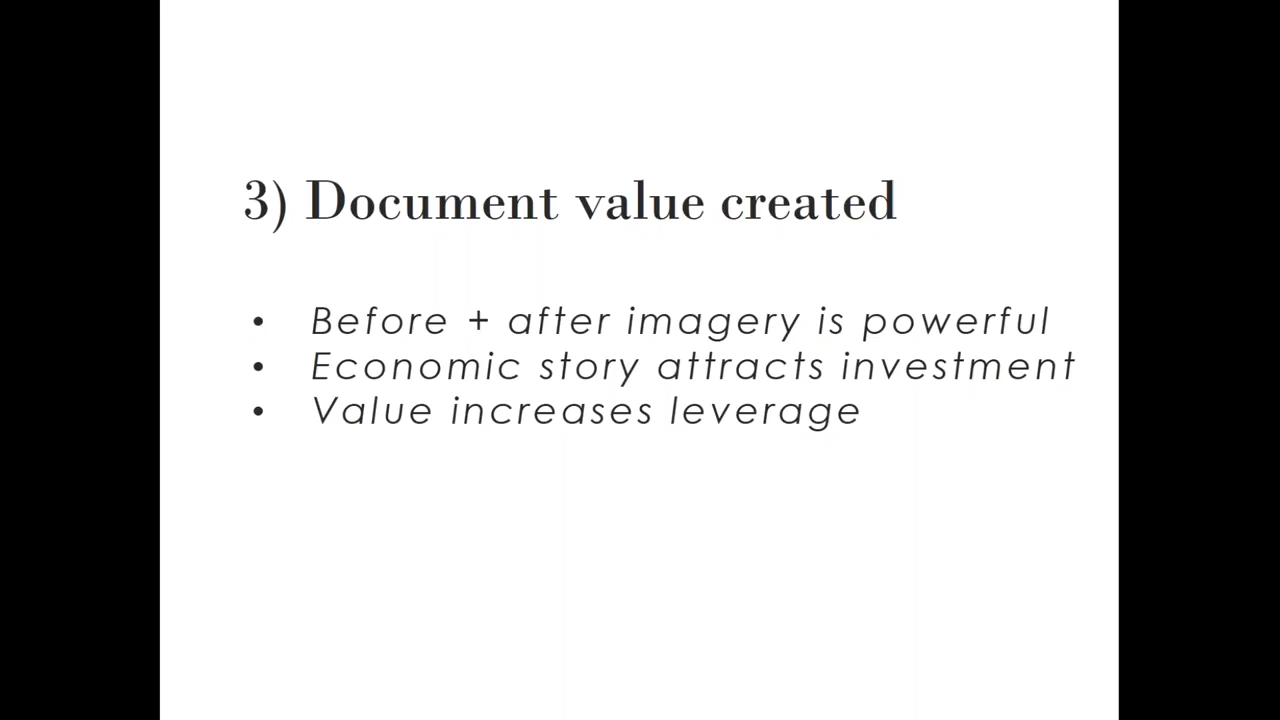 3) Document value created
• Before + after imagery is powerful
• Economic story attracts investment
• Value increases leverage